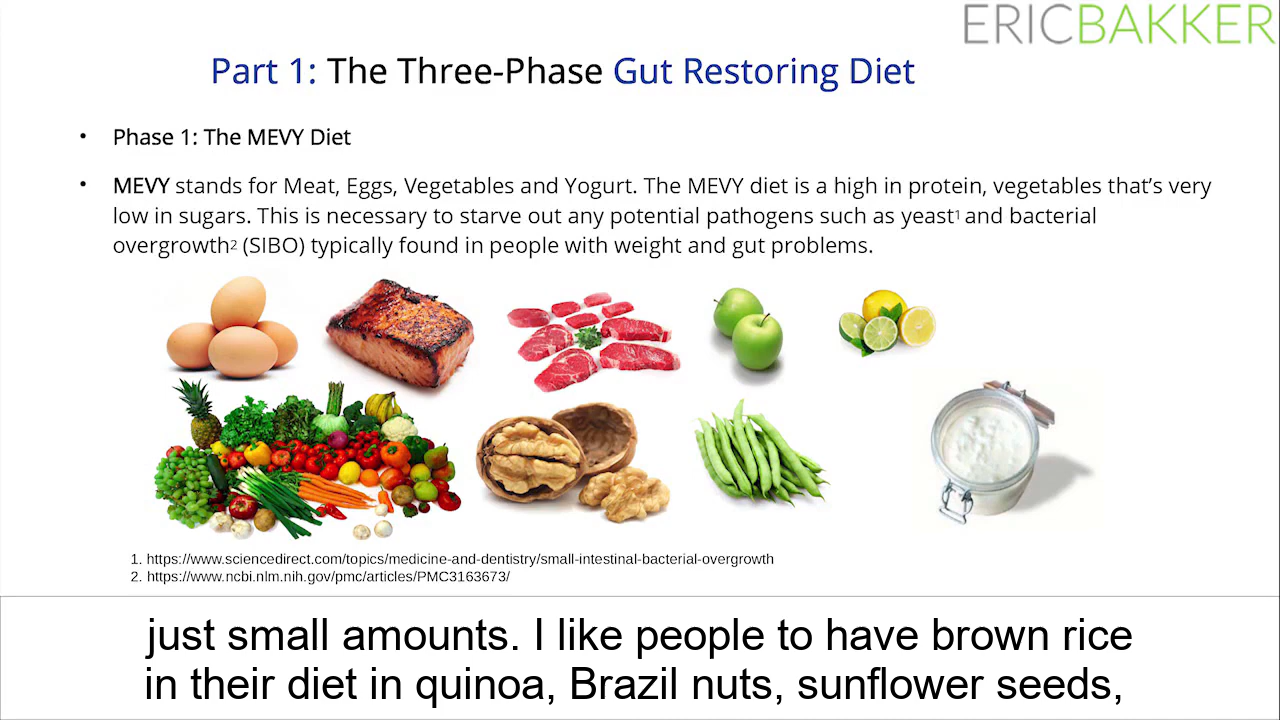 ERICBAKKER
Part 1: The Three-Phase Gut Restoring Diet
• Phase 1: The MEVY Diet
• MEVY stands for Meat, Eggs, Vegetables and Yogurt. The MEVY diet is a high in protein, vegetables that’s very
low in sugars. This is necessary to starve out any potential pathogens such as yeast¹ and bacterial
overgrowth² (SIBO) typically found in people with weight and gut problems.
1. https://www.sciencedirect.com/topics/medicine-and-dentistry/small-intestinal-bacterial-overgrowth
2. https://www.ncbi.nlm.nih.gov/pmc/articles/PMC3163673/
just small amounts. I like people to have brown rice
in their diet in quinoa, Brazil nuts, sunflower seeds,